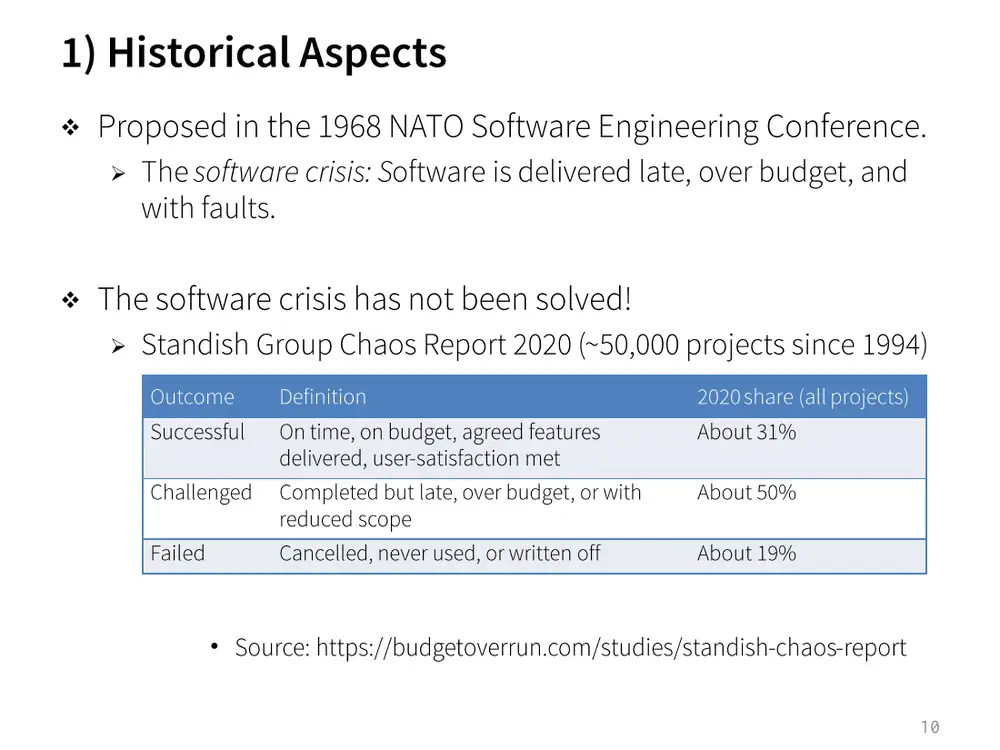 1) Historical Aspects
❖ Proposed in the 1968 NATO Software Engineering Conference.
➢ The software crisis: Software is delivered late, over budget, and
with faults.
❖ The software crisis has not been solved!
➢ Standish Group Chaos Report 2020 (~50,000 projects since 1994)
Outcome Definition 2020 share (all projects)
Successful On time, on budget, agreed features About 31%
delivered, user-satisfaction met
Challenged Completed but late, over budget, or with About 50%
reduced scope
Failed Cancelled, never used, or written off About 19%
• Source: https://budgetoverrun.com/studies/standish-chaos-report
10